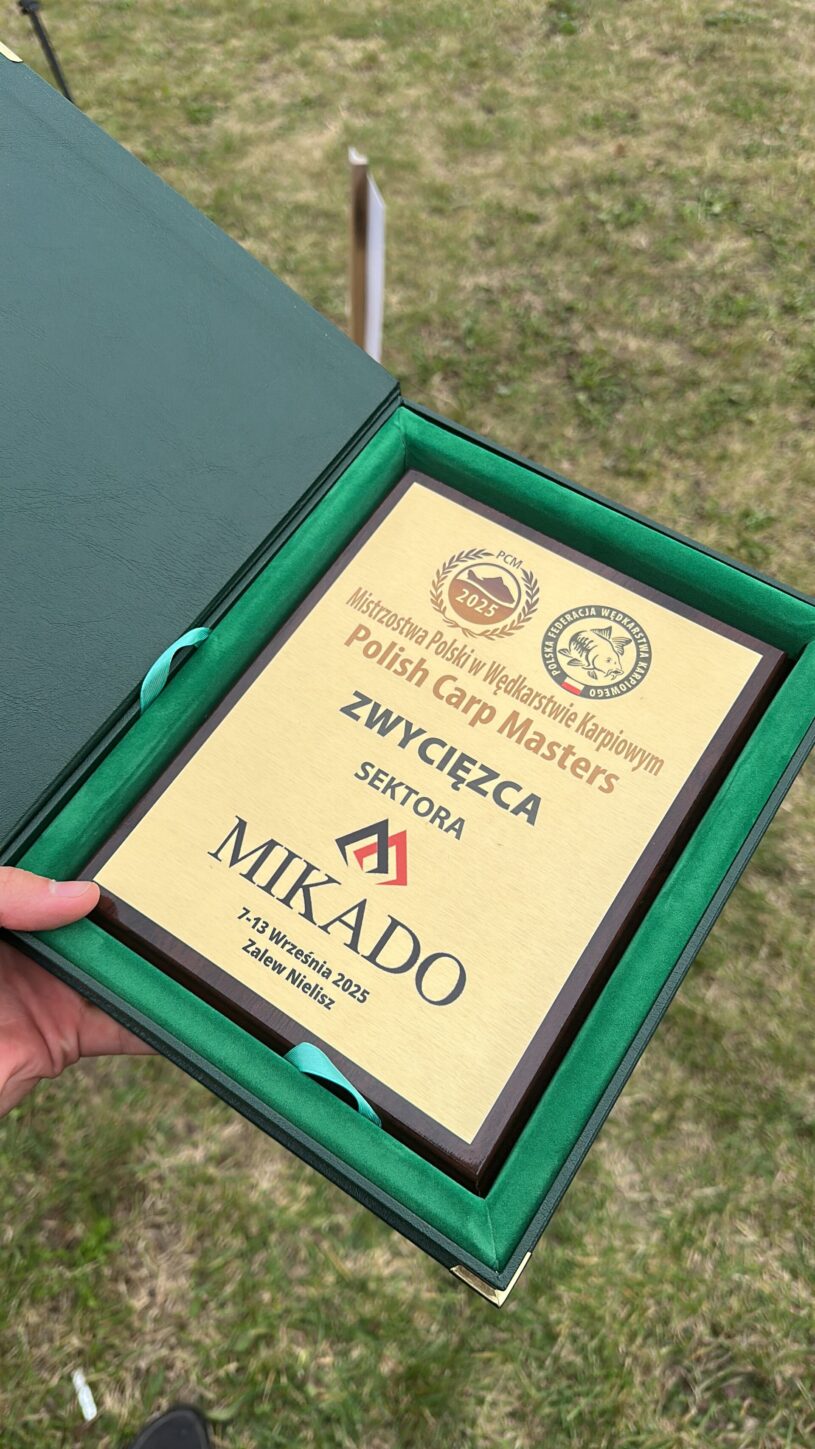 PCM
2025
POLSKA FEDERACJA WĘDKARSTWA KARPIOWEGO
Mistrzostwa Polski w Wędkarstwie Karpiowym
Polish Carp Masters
ZWYCIĘZCA
SEKTORA
MIKADO
7-13 Września 2025
Zalew Nielisz